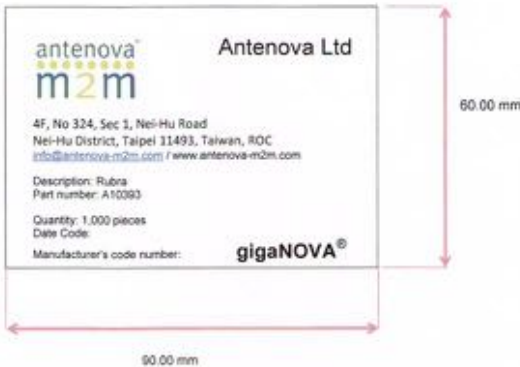 antenova™
m2m
Antenova Ltd
4F, No 324, Sec 1, Nei-Hu Road
Nei-Hu District, Taipei 11493, Taiwan, ROC
info@antenova-m2m.com / www.antenova-m2m.com
Description: Rubra
Part number: A10393
Quantity: 1,000 pieces
Date Code:
Manufacturer's code number:
gigaNOVA®
60.00 mm
90.00 mm